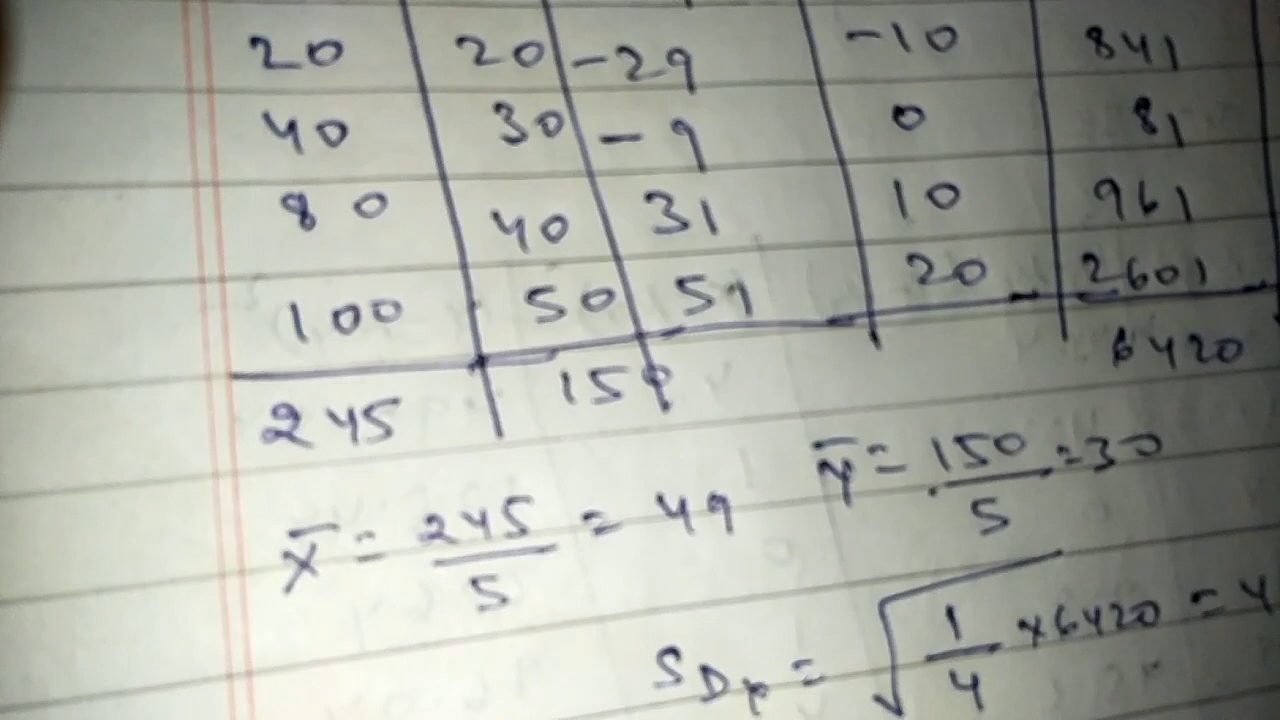 20 20 -29 -10 841
40 30 -9 0 81
80 40 31 10 961
100 50 51 20 2601
245 150 6420
X̄ = 245/5 = 49 Ȳ = 150/5 = 30
= √1/4 × 6420 = 4